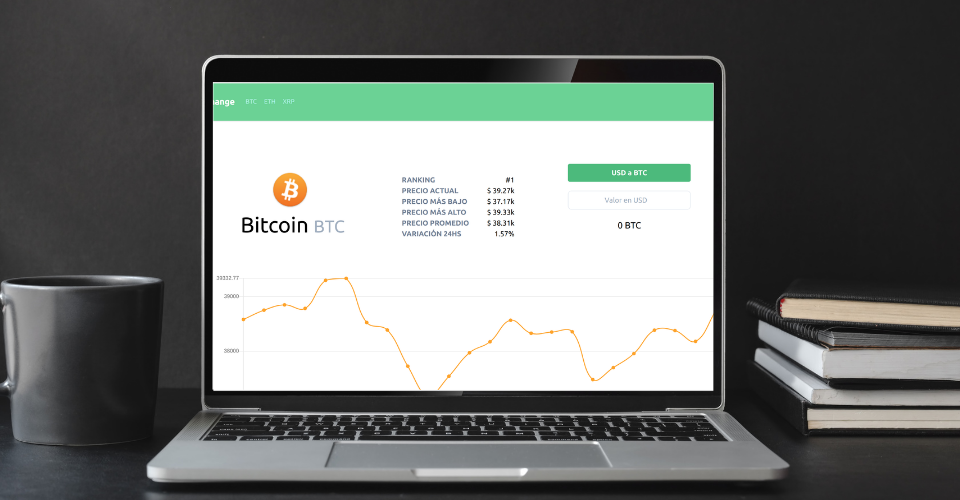 ange BTC ETH XRP
Bitcoin BTC
RANKING #1
PRECIO ACTUAL $ 39.27k
PRECIO MÁS BAJO $ 37.17k
PRECIO MÁS ALTO $ 39.33k
PRECIO PROMEDIO $ 38.31k
VARIACIÓN 24HS 1.57%
USD a BTC
Valor en USD
0 BTC
39332.77
39000
38000